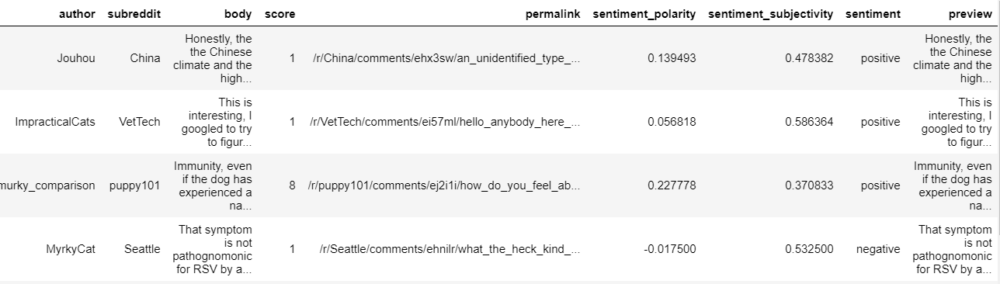 author subreddit body score permalink sentiment_polarity sentiment_subjectivity sentiment preview
Honestly, the Honestly, the
the Chinese the Chinese
Jouhou China climate and the 1 /r/China/comments/ehx3sw/an_unidentified_type_... 0.139493 0.478382 positive climate and the
high... high...
This is This is
interesting, I interesting, I
ImpracticalCats VetTech googled to try 1 /r/VetTech/comments/ei57ml/hello_anybody_here_... 0.056818 0.586364 positive googled to try
to figur... to figur...
Immunity, even Immunity, even
if the dog has if the dog has
murky_comparison puppy101 experienced a 8 /r/puppy101/comments/ej2i1i/how_do_you_feel_ab... 0.227778 0.370833 positive experienced a
na... na...
That symptom That symptom
is not is not
MyrkyCat Seattle pathognomonic 1 /r/Seattle/comments/ehnilr/what_the_heck_kind_... -0.017500 0.532500 negative pathognomonic
for RSV by a... for RSV by a...